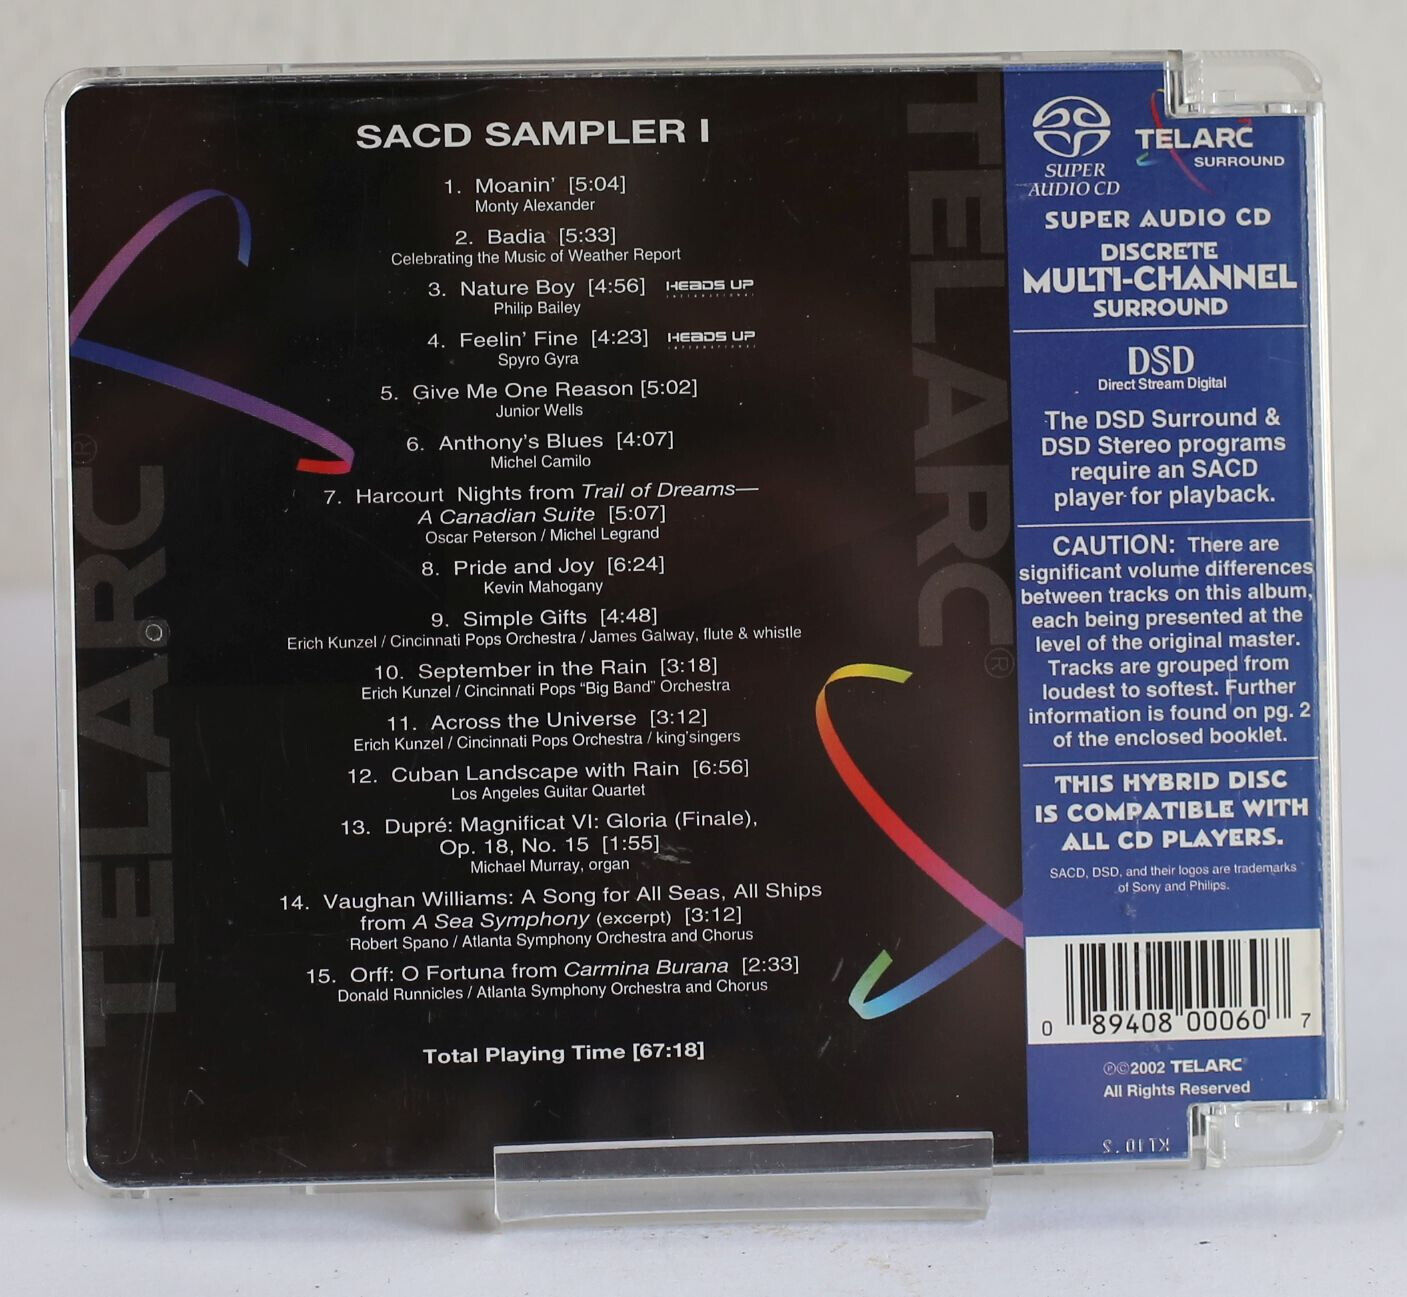 SACD SAMPLER I
1. Moanin' [5:04]
Monty Alexander
2. Badia [5:33]
Celebrating the Music of Weather Report
3. Nature Boy [4:56] HEADS UP
INTERNATIONAL
Philip Bailey
4. Feelin' Fine [4:23] HEADS UP
INTERNATIONAL
Spyro Gyra
5. Give Me One Reason [5:02]
Junior Wells
6. Anthony's Blues [4:07]
Michel Camilo
7. Harcourt Nights from Trail of Dreams—
A Canadian Suite [5:07]
Oscar Peterson / Michel Legrand
8. Pride and Joy [6:24]
Kevin Mahogany
9. Simple Gifts [4:48]
Erich Kunzel / Cincinnati Pops Orchestra / James Galway, flute & whistle
10. September in the Rain [3:18]
Erich Kunzel / Cincinnati Pops "Big Band" Orchestra
11. Across the Universe [3:12]
Erich Kunzel / Cincinnati Pops Orchestra / king'singers
12. Cuban Landscape with Rain [6:56]
Los Angeles Guitar Quartet
13. Dupré: Magnificat VI: Gloria (Finale),
Op. 18, No. 15 [1:55]
Michael Murray, organ
14. Vaughan Williams: A Song for All Seas, All Ships
from A Sea Symphony (excerpt) [3:12]
Robert Spano / Atlanta Symphony Orchestra and Chorus
15. Orff: O Fortuna from Carmina Burana [2:33]
Donald Runnicles / Atlanta Symphony Orchestra and Chorus
Total Playing Time [67:18]
TELARC®
TELARC®
SUPER
AUDIO CD
TELARC
SURROUND
SUPER AUDIO CD
DISCRETE
MULTI-CHANNEL
SURROUND
DSD
Direct Stream Digital
The DSD Surround &
DSD Stereo programs
require an SACD
player for playback.
CAUTION: There are
significant volume differences
between tracks on this album,
each being presented at the
level of the original master.
Tracks are grouped from
loudest to softest. Further
information is found on pg. 2
of the enclosed booklet.
THIS HYBRID DISC
IS COMPATIBLE WITH
ALL CD PLAYERS.
SACD, DSD, and their logos are trademarks
of Sony and Philips.
0 89408 00060 7
℗©2002 TELARC
All Rights Reserved